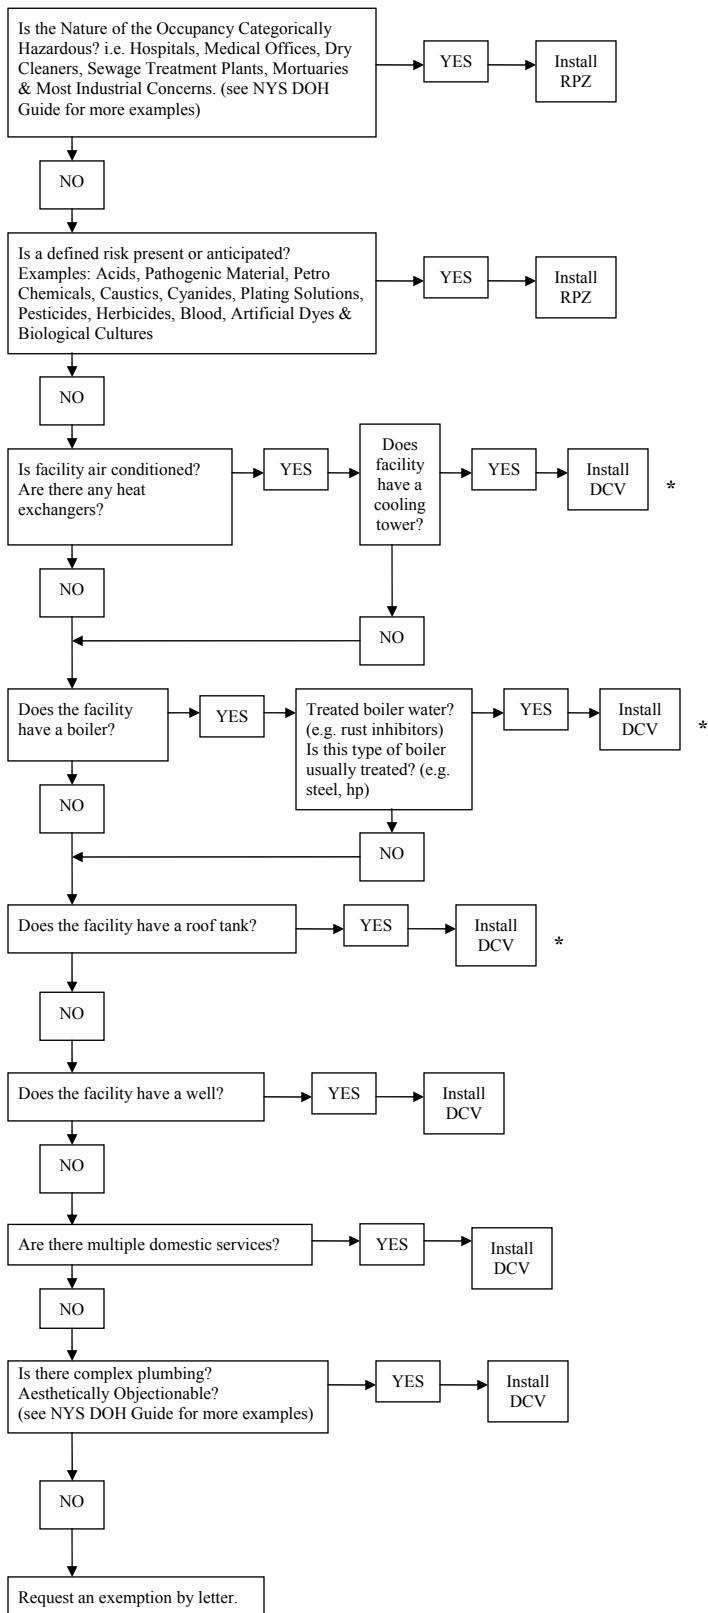 Is the Nature of the Occupancy Categorically
Hazardous? i.e. Hospitals, Medical Offices, Dry
Cleaners, Sewage Treatment Plants, Mortuaries
& Most Industrial Concerns. (see NYS DOH
Guide for more examples)
YES
Install
RPZ
NO
Is a defined risk present or anticipated?
Examples: Acids, Pathogenic Material, Petro
Chemicals, Caustics, Cyanides, Plating Solutions,
Pesticides, Herbicides, Blood, Artificial Dyes &
Biological Cultures
YES
Install
RPZ
NO
Is facility air conditioned?
Are there any heat
exchangers?
YES
Does
facility
have a
cooling
tower?
YES
Install
DCV
*
NO
NO
Does the facility
have a boiler?
YES
Treated boiler water?
(e.g. rust inhibitors)
Is this type of boiler
usually treated? (e.g.
steel, hp)
YES
Install
DCV
*
NO
NO
Does the facility have a roof tank?
YES
Install
DCV
*
NO
Does the facility have a well?
YES
Install
DCV
NO
Are there multiple domestic services?
YES
Install
DCV
NO
Is there complex plumbing?
Aesthetically Objectionable?
(see NYS DOH Guide for more examples)
YES
Install
DCV
NO
Request an exemption by letter.